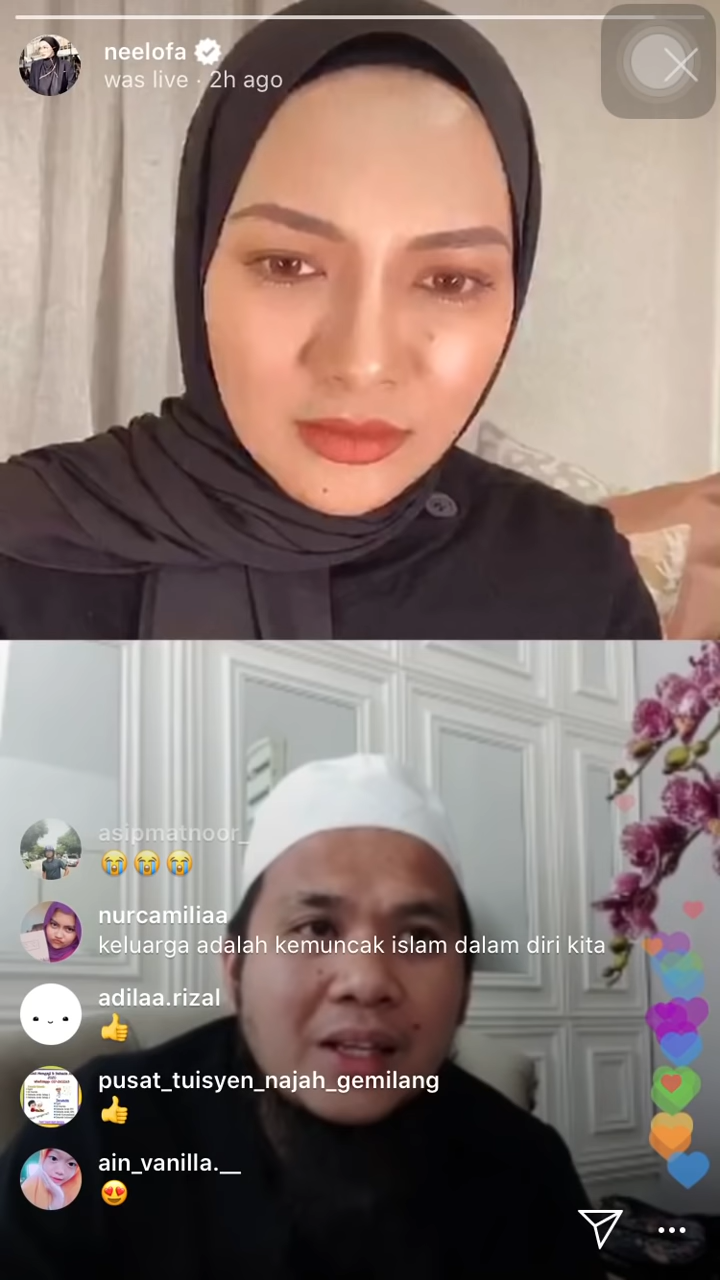 neelofa
was live · 2h ago
asipmatnoor_
😭😭😭
nurcamiliaa
keluarga adalah kemuncak islam dalam diri kita
adilaa.rizal
👍
pusat_tuisyen_najah_gemilang
👍
ain_vanilla.__
😍